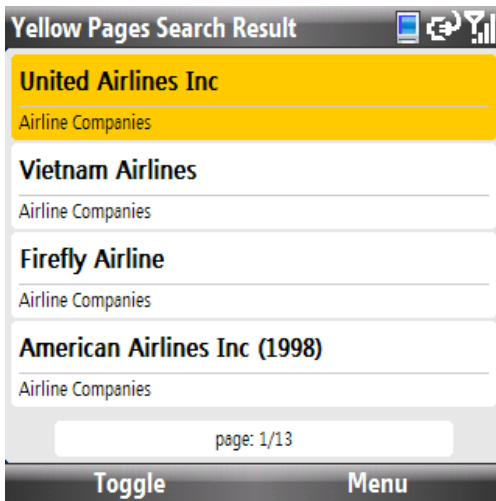 Yellow Pages Search Result
United Airlines Inc
Airline Companies
Vietnam Airlines
Airline Companies
Firefly Airline
Airline Companies
American Airlines Inc (1998)
Airline Companies
page: 1/13
Toggle Menu